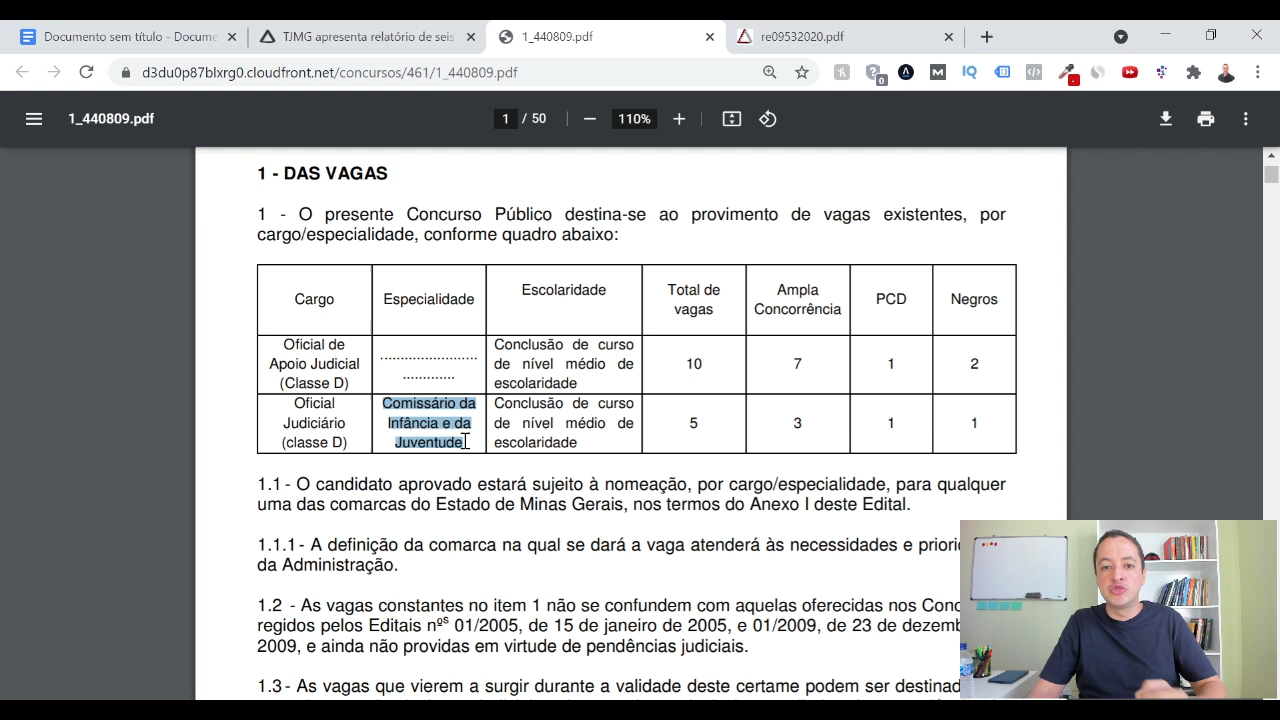 Documento sem título - Docume
TJMG apresenta relatório de seis
1_440809.pdf
re09532020.pdf
d3du0p87blxrg0.cloudfront.net/concursos/461/1_440809.pdf
1_440809.pdf
1 / 50
110%
1 - DAS VAGAS
1 - O presente Concurso Público destina-se ao provimento de vagas existentes, por
cargo/especialidade, conforme quadro abaixo:
Cargo
Especialidade
Escolaridade
Total de
vagas
Ampla
Concorrência
PCD
Negros
Oficial de
Apoio Judicial
(Classe D)
........................
.............
Conclusão de curso
de nível médio de
escolaridade
10
7
1
2
Oficial
Judiciário
(classe D)
Comissário da
Infância e da
Juventude
Conclusão de curso
de nível médio de
escolaridade
5
3
1
1
1.1 - O candidato aprovado estará sujeito à nomeação, por cargo/especialidade, para qualquer
uma das comarcas do Estado de Minas Gerais, nos termos do Anexo I deste Edital.
1.1.1 - A definição da comarca na qual se dará a vaga atenderá às necessidades e priori
da Administração.
1.2 - As vagas constantes no item 1 não se confundem com aquelas oferecidas nos Conc
regidos pelos Editais nºs 01/2005, de 15 de janeiro de 2005, e 01/2009, de 23 de dezemb
2009, e ainda não providas em virtude de pendências judiciais.
1.3 - As vagas que vierem a surgir durante a validade deste certame podem ser destinad